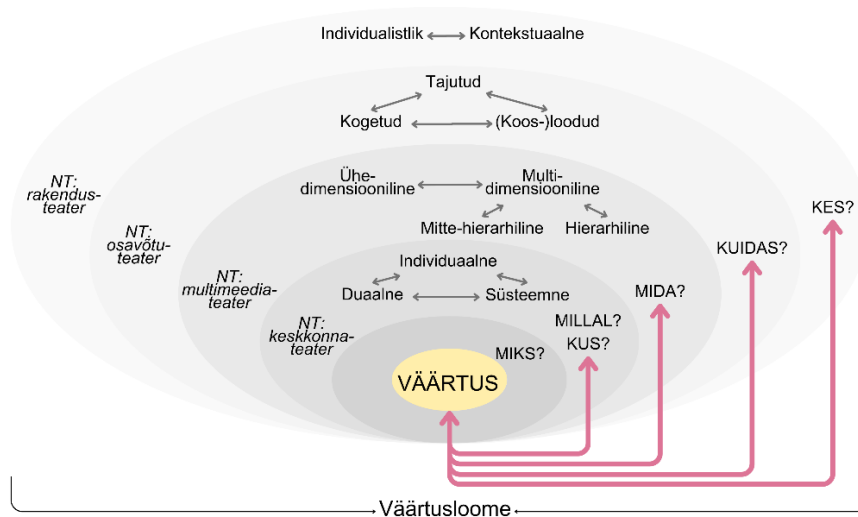 Individualistlik Kontekstuaalne
Tajutud
Kogetud (Koos-)loodud
NT:
rakendus-
teater
Ühe-
dimensiooniline
Multi-
dimensiooniline
KES?
NT:
osavõtu-
teater
Mitte-hierarhiline Hierarhiline
KUIDAS?
NT:
multimeedia-
teater
Individuaalne
Duaalne Süsteemne
MIDA?
NT:
keskkonna-
teater
MILLAL?
KUS?
MIKS?
VÄÄRTUS
Väärtusloome